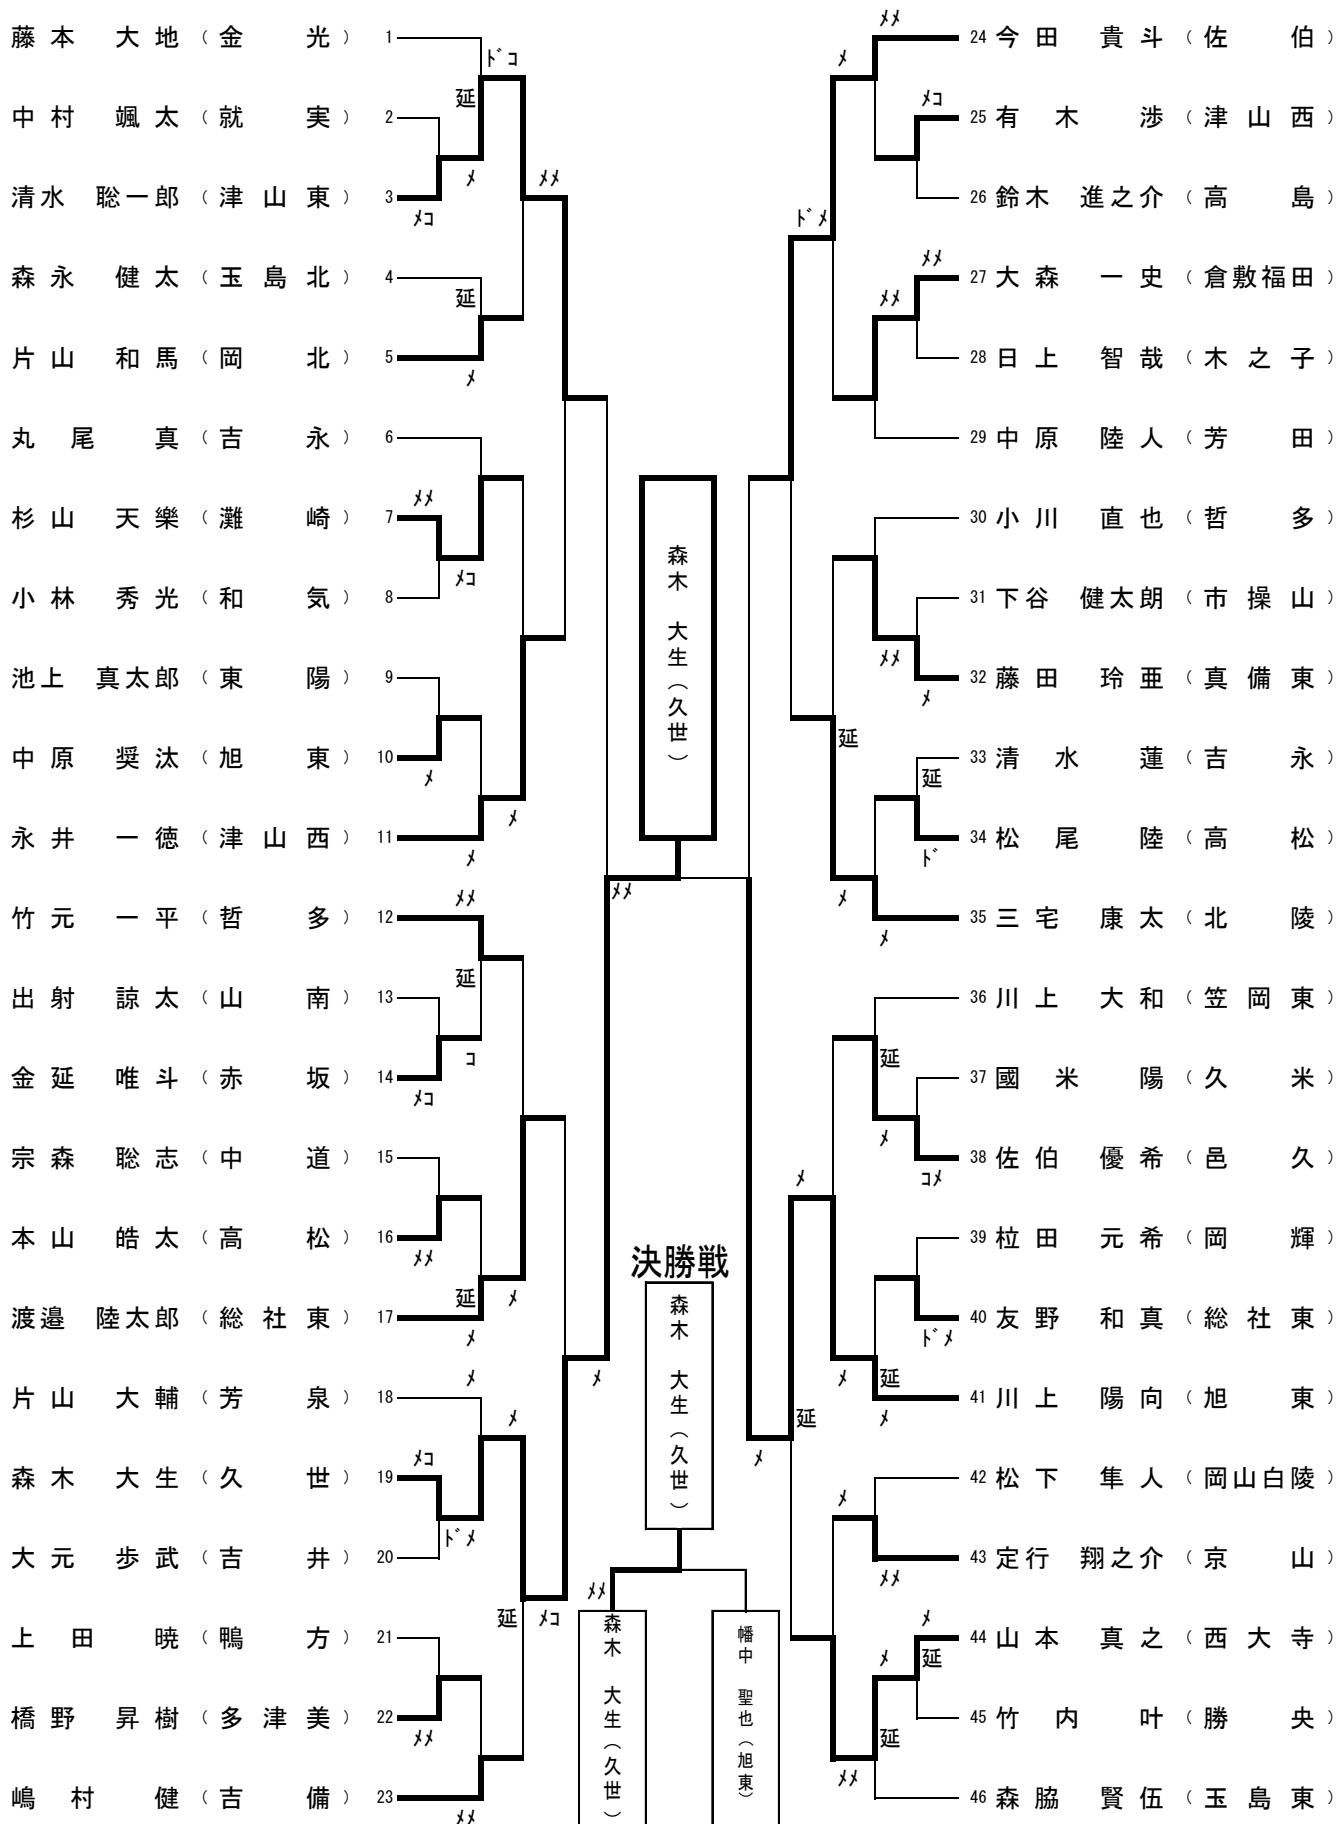 藤本 大地（金光）1
ﾄﾞｺ
延
中村 颯太（就実）2
ﾒ
清水 聡一郎（津山東）3
ﾒｺ
ﾒﾒ
森永 健太（玉島北）4
延
片山 和馬（岡北）5
ﾒ
丸尾 真（吉永）6
ﾒﾒ
杉山 天樂（灘崎）7
ﾒｺ
小林 秀光（和気）8
池上 真太郎（東陽）9
中原 奨汰（旭東）10
ﾒ
ﾒ
永井 一徳（津山西）11
ﾒ
ﾒﾒ
竹元 一平（哲多）12
延
出射 諒太（山南）13
ｺ
金延 唯斗（赤坂）14
ﾒｺ
宗森 聡志（中道）15
本山 皓太（高松）16
ﾒﾒ
延
ﾒ
渡邉 陸太郎（総社東）17
ﾒ
ﾒ
ﾒ
片山 大輔（芳泉）18
ﾒ
ﾒｺ
森木 大生（久世）19
ﾄﾞﾒ
大元 歩武（吉井）20
延
ﾒｺ
上田 暁（鴨方）21
橋野 昇樹（多津美）22
ﾒﾒ
嶋村 健（吉備）23
ﾒﾒ
森木 大生（久世）
ﾒﾒ
決勝戦
森木 大生（久世）
ﾒﾒ
森木 大生（久世）
幡中 聖也（旭東）
ﾒﾒ
24 今田 貴斗（佐伯）
ﾒ
ﾒｺ
25 有木 渉（津山西）
26 鈴木 進之介（高島）
ﾄﾞﾒ
ﾒﾒ
27 大森 一史（倉敷福田）
ﾒﾒ
28 日上 智哉（木之子）
29 中原 陸人（芳田）
30 小川 直也（哲多）
31 下谷 健太朗（市操山）
ﾒﾒ
32 藤田 玲亜（真備東）
ﾒ
延
33 清水 蓮（吉永）
延
34 松尾 陸（高松）
ﾄﾞ
ﾒ
35 三宅 康太（北陵）
ﾒ
36 川上 大和（笠岡東）
延
37 國米 陽（久米）
ﾒ
38 佐伯 優希（邑久）
ｺﾒ
ﾒ
39 柆田 元希（岡輝）
40 友野 和真（総社東）
ﾄﾞﾒ
ﾒ
延
41 川上 陽向（旭東）
ﾒ
延
ﾒ
42 松下 隼人（岡山白陵）
ﾒ
43 定行 翔之介（京山）
ﾒﾒ
ﾒ
44 山本 真之（西大寺）
ﾒ
延
45 竹内 叶（勝央）
延
ﾒﾒ
46 森脇 賢伍（玉島東）